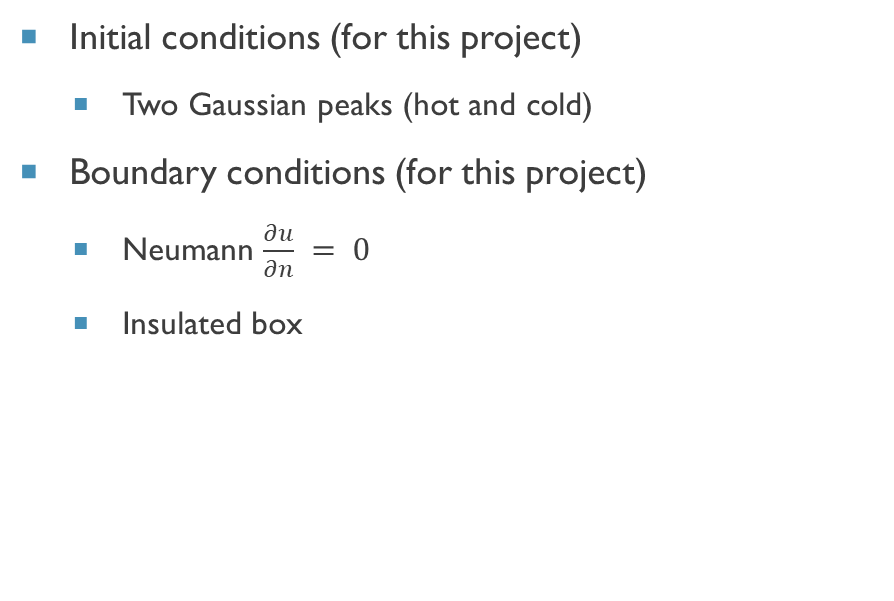 ▪ Initial conditions (for this project)
▪ Two Gaussian peaks (hot and cold)
▪ Boundary conditions (for this project)
▪ Neumann ∂u/∂n = 0
▪ Insulated box